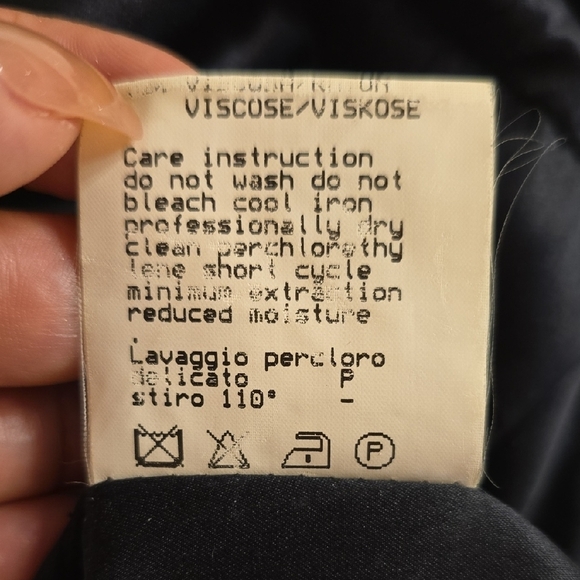 VISCOSE/VISKOSE
Care instruction
do not wash do not
bleach cool iron
professionally dry
clean perchlorethy
lene short cycle
minimum extraction
reduced moisture
.
Lavaggio percloro
delicato P
stiro 110° -
P